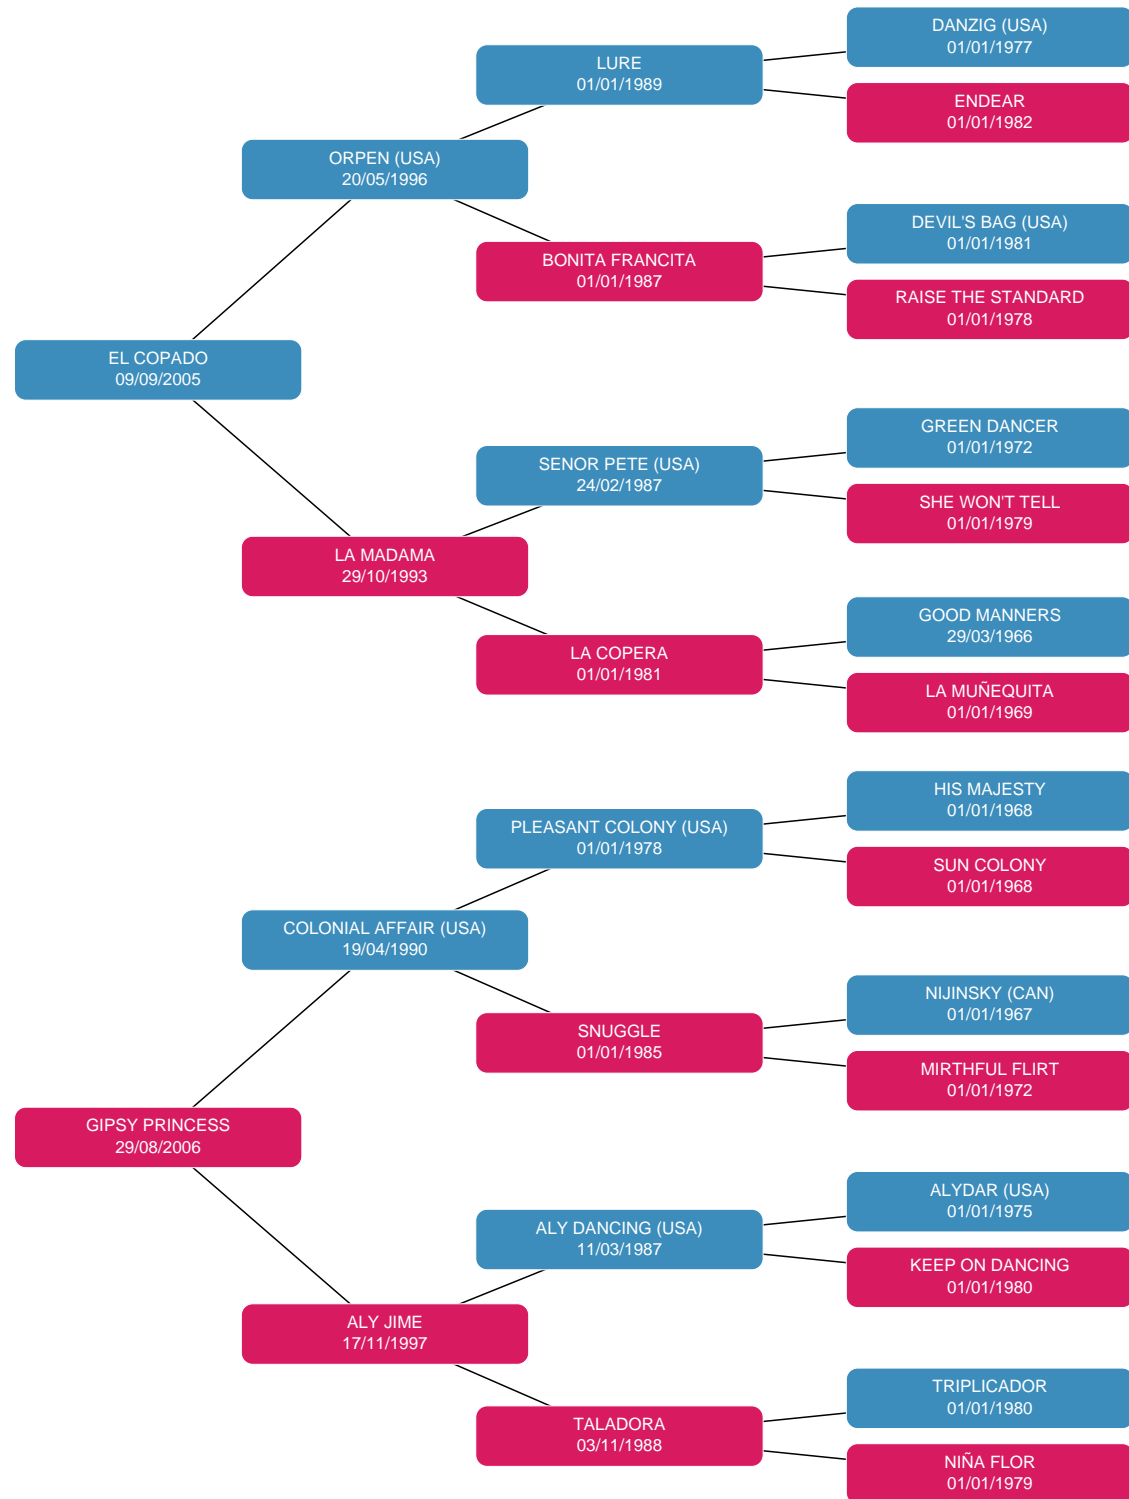 DANZIG (USA)
01/01/1977
LURE
01/01/1989
ENDEAR
01/01/1982
ORPEN (USA)
20/05/1996
DEVIL'S BAG (USA)
01/01/1981
BONITA FRANCITA
01/01/1987
RAISE THE STANDARD
01/01/1978
EL COPADO
09/09/2005
GREEN DANCER
01/01/1972
SENOR PETE (USA)
24/02/1987
SHE WON'T TELL
01/01/1979
LA MADAMA
29/10/1993
GOOD MANNERS
29/03/1966
LA COPERA
01/01/1981
LA MUÑEQUITA
01/01/1969
HIS MAJESTY
01/01/1968
PLEASANT COLONY (USA)
01/01/1978
SUN COLONY
01/01/1968
COLONIAL AFFAIR (USA)
19/04/1990
NIJINSKY (CAN)
01/01/1967
SNUGGLE
01/01/1985
MIRTHFUL FLIRT
01/01/1972
GIPSY PRINCESS
29/08/2006
ALYDAR (USA)
01/01/1975
ALY DANCING (USA)
11/03/1987
KEEP ON DANCING
01/01/1980
ALY JIME
17/11/1997
TRIPLICADOR
01/01/1980
TALADORA
03/11/1988
NIÑA FLOR
01/01/1979